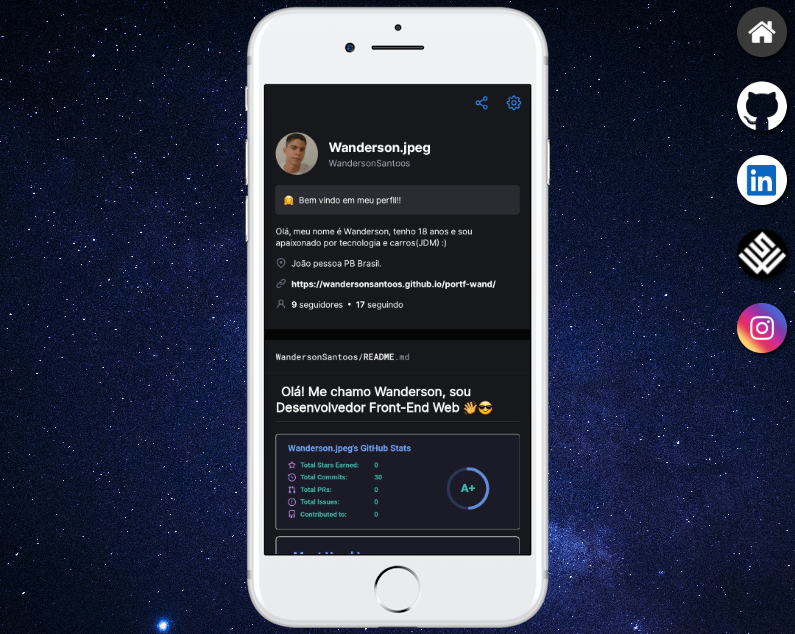 Wanderson.jpeg
WandersonSantoos
🤗 Bem vindo em meu perfil!!
Olá, meu nome é Wanderson, tenho 18 anos e sou
apaixonado por tecnologia e carros(JDM) :)
João pessoa PB Brasil.
https://wandersonsantoos.github.io/portf-wand/
9 seguidores • 17 seguindo
WandersonSantoos/README.md
Olá! Me chamo Wanderson, sou
Desenvolvedor Front-End Web 👋😎
Wanderson.jpeg's GitHub Stats
Total Stars Earned: 0
Total Commits: 30
Total PRs: 0
Total Issues: 0
Contributed to: 0
A+
in